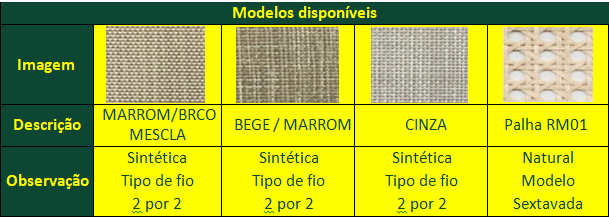 Modelos disponíveis
Imagem
Descrição
MARROM/BRCO
MESCLA
BEGE / MARROM
CINZA
Palha RM01
Observação
Sintética
Tipo de fio
2 por 2
Sintética
Tipo de fio
2 por 2
Sintética
Tipo de fio
2 por 2
Natural
Modelo
Sextavada